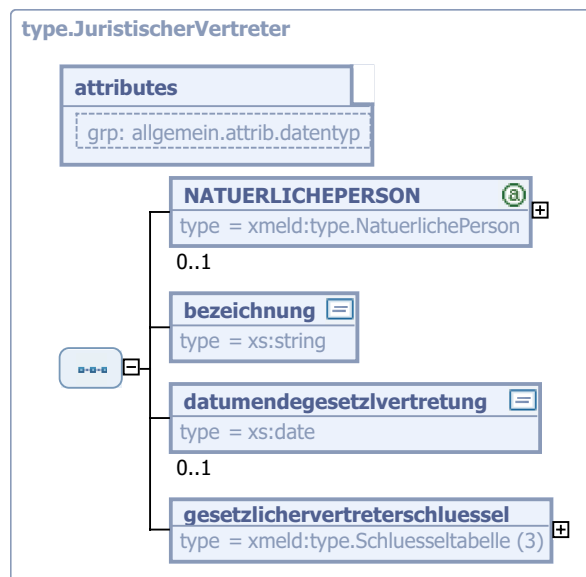 type.JuristischerVertreter
attributes
grp: allgemein.attrib.datentyp
NATUERLICHEPERSON
type = xmeld:type.NatuerlichePerson
0..1
bezeichnung
type = xs:string
datumendegesetzlvertretung
type = xs:date
0..1
gesetzlichervertreterschluessel
type = xmeld:type.Schluesseltabelle (3)